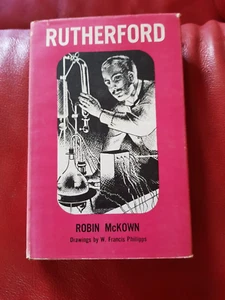 RUTHERFORD
ROBIN McKOWN
Drawings by W. Francis Phillipps